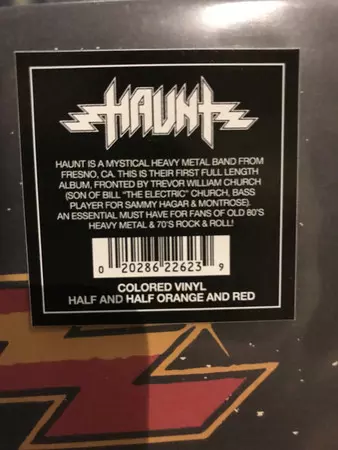 HAUNT
HAUNT IS A MYSTICAL HEAVY METAL BAND FROM
FRESNO, CA. THIS IS THEIR FIRST FULL LENGTH
ALBUM, FRONTED BY TREVOR WILLIAM CHURCH
(SON OF BILL "THE ELECTRIC" CHURCH, BASS
PLAYER FOR SAMMY HAGAR & MONTROSE).
AN ESSENTIAL MUST HAVE FOR FANS OF OLD 80'S
HEAVY METAL & 70'S ROCK & ROLL!
0 20286 22623 9
COLORED VINYL
HALF AND HALF ORANGE AND RED